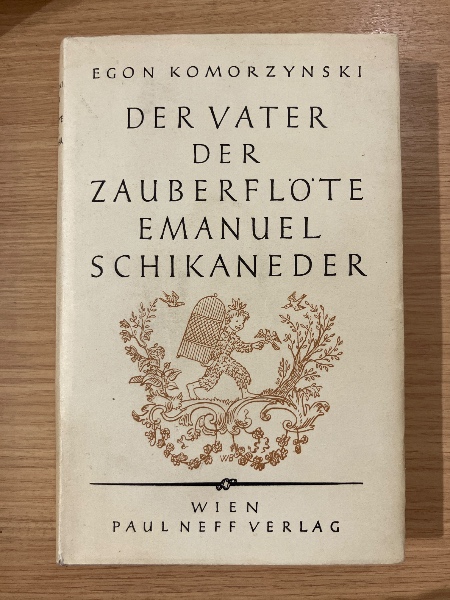 EGON KOMORZYNSKI
DER VATER
DER
ZAUBERFLÖTE
EMANUEL
SCHIKANEDER
WIEN
PAUL NEFF VERLAG